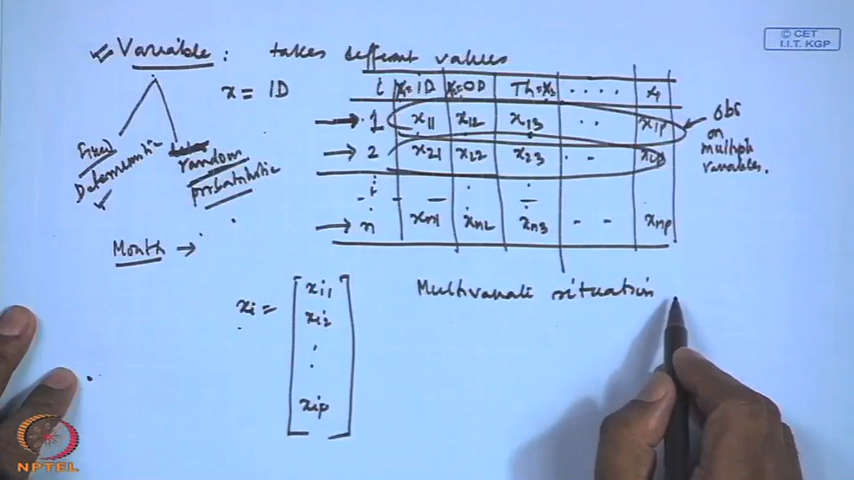 © CET
I.I.T. KGP
Variable : takes different values
x = ID
Fixed
Deterministic
random
probabilistic
Month →
i x₁=ID x₂=OD Th=x₃ . . . .
1 x₁₁ x₁₂ x₁₃ . . x₁p
2 x₂₁ x₂₂ x₂₃ . - x₂p
n xn1 xn2 xn3 - - xnp
Obs
on
multiple
variables.
xi = [ xi1
xi2
xip ]
Multivariate situation
NPTEL